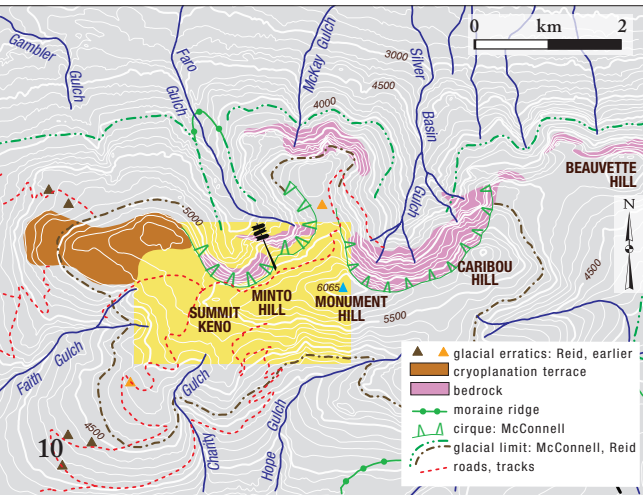 0 km 2
Gambler
Gulch
Faro
Gulch
McKay Gulch
Silver
Basin
Gulch
3000
4500
4000
BEAUVETTE
HILL
N
5000
CARIBOU
HILL
4500
6065
MINTO
HILL
MONUMENT
HILL
SUMMIT
KENO
5500
Faith Gulch
Gulch
Charity
Hope Gulch
4500
10
glacial erratics: Reid, earlier
cryoplanation terrace
bedrock
moraine ridge
cirque: McConnell
glacial limit: McConnell, Reid
roads, tracks